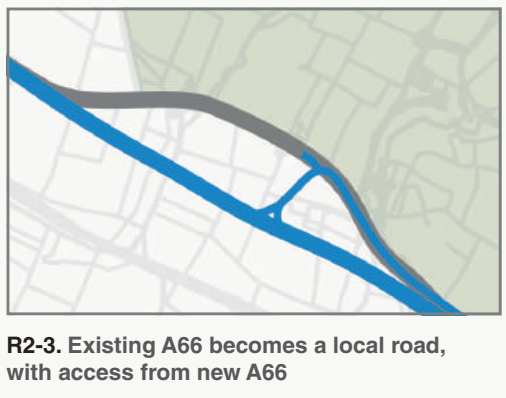 R2-3. Existing A66 becomes a local road,
with access from new A66